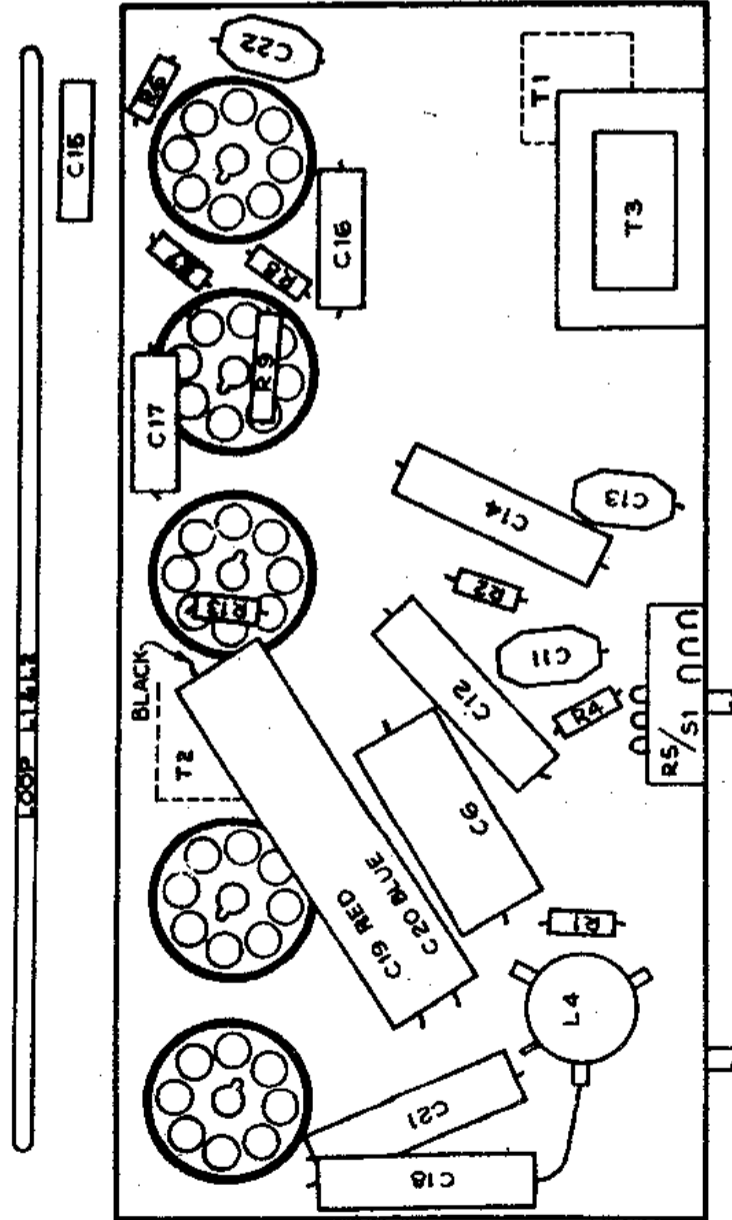 C22
R6
C15
T1
T3
C16
R7
R8
R9
C17
C14
C13
R2
R13
C11
BLACK
C12
R4
R5/S1
T2
LOOP L1&L2
C6
C19 RED
C20 BLUE
R1
L4
C21
C18